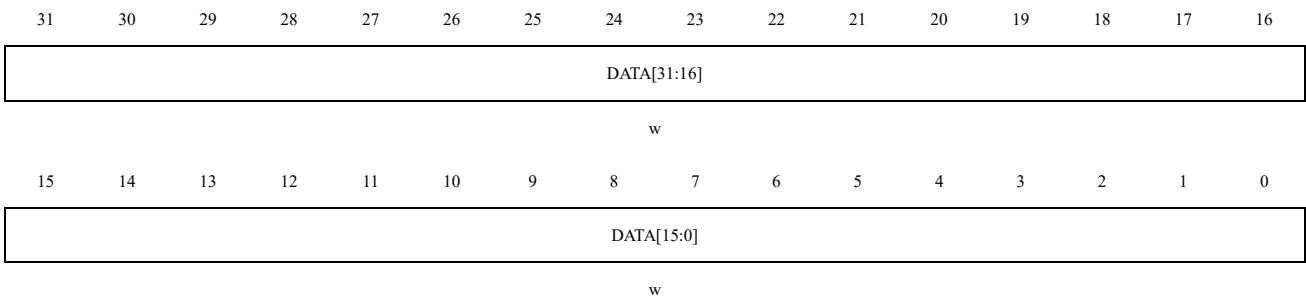 31 30 29 28 27 26 25 24 23 22 21 20 19 18 17 16
DATA[31:16]
w
15 14 13 12 11 10 9 8 7 6 5 4 3 2 1 0
DATA[15:0]
w